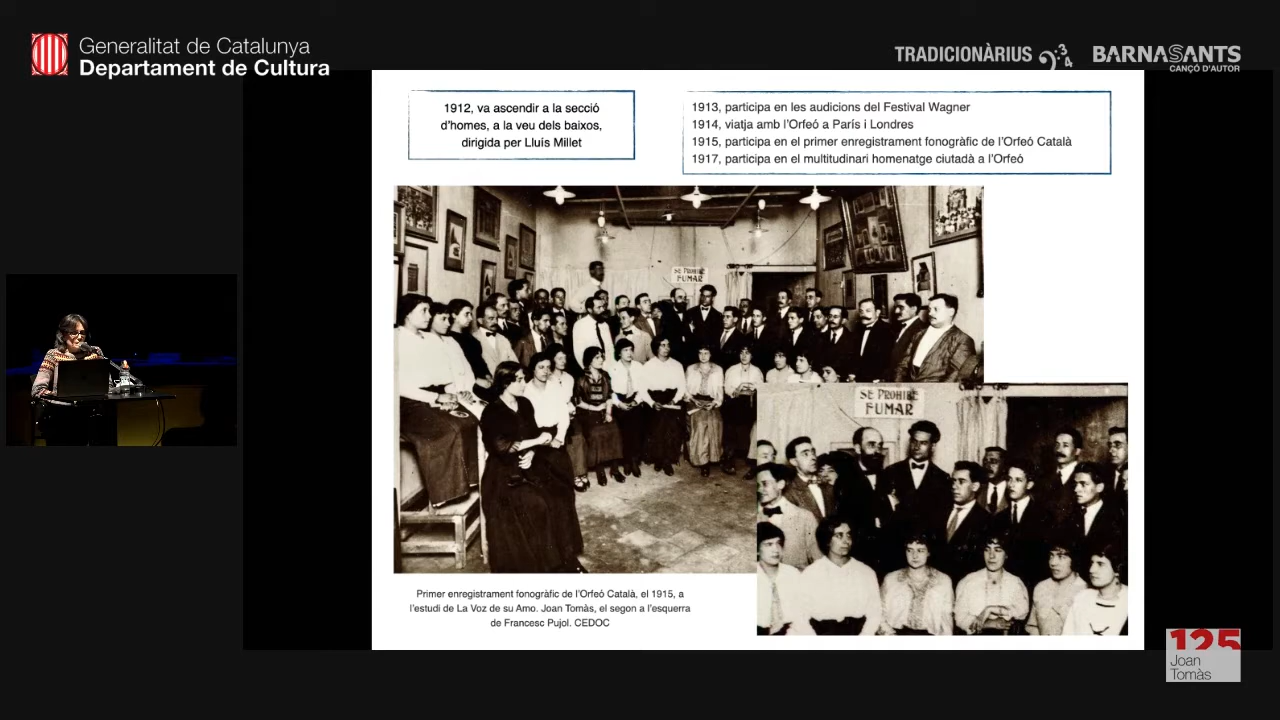 Generalitat de Catalunya
Departament de Cultura
TRADICIONÀRIUS
BARNASANTS
CANÇÓ D'AUTOR
1912, va ascendir a la secció
d'homes, a la veu dels baixos,
dirigida per Lluís Millet
1913, participa en les audicions del Festival Wagner
1914, viatja amb l'Orfeó a París i Londres
1915, participa en el primer enregistrament fonogràfic de l'Orfeó Català
1917, participa en el multitudinari homenatge ciutadà a l'Orfeó
SE PROHIBE
FUMAR
SE PROHIBE
FUMAR
Primer enregistrament fonogràfic de l'Orfeó Català, el 1915, a
l'estudi de La Voz de su Amo. Joan Tomàs, el segon a l'esquerra
de Francesc Pujol. CEDOC
125
Joan
Tomàs